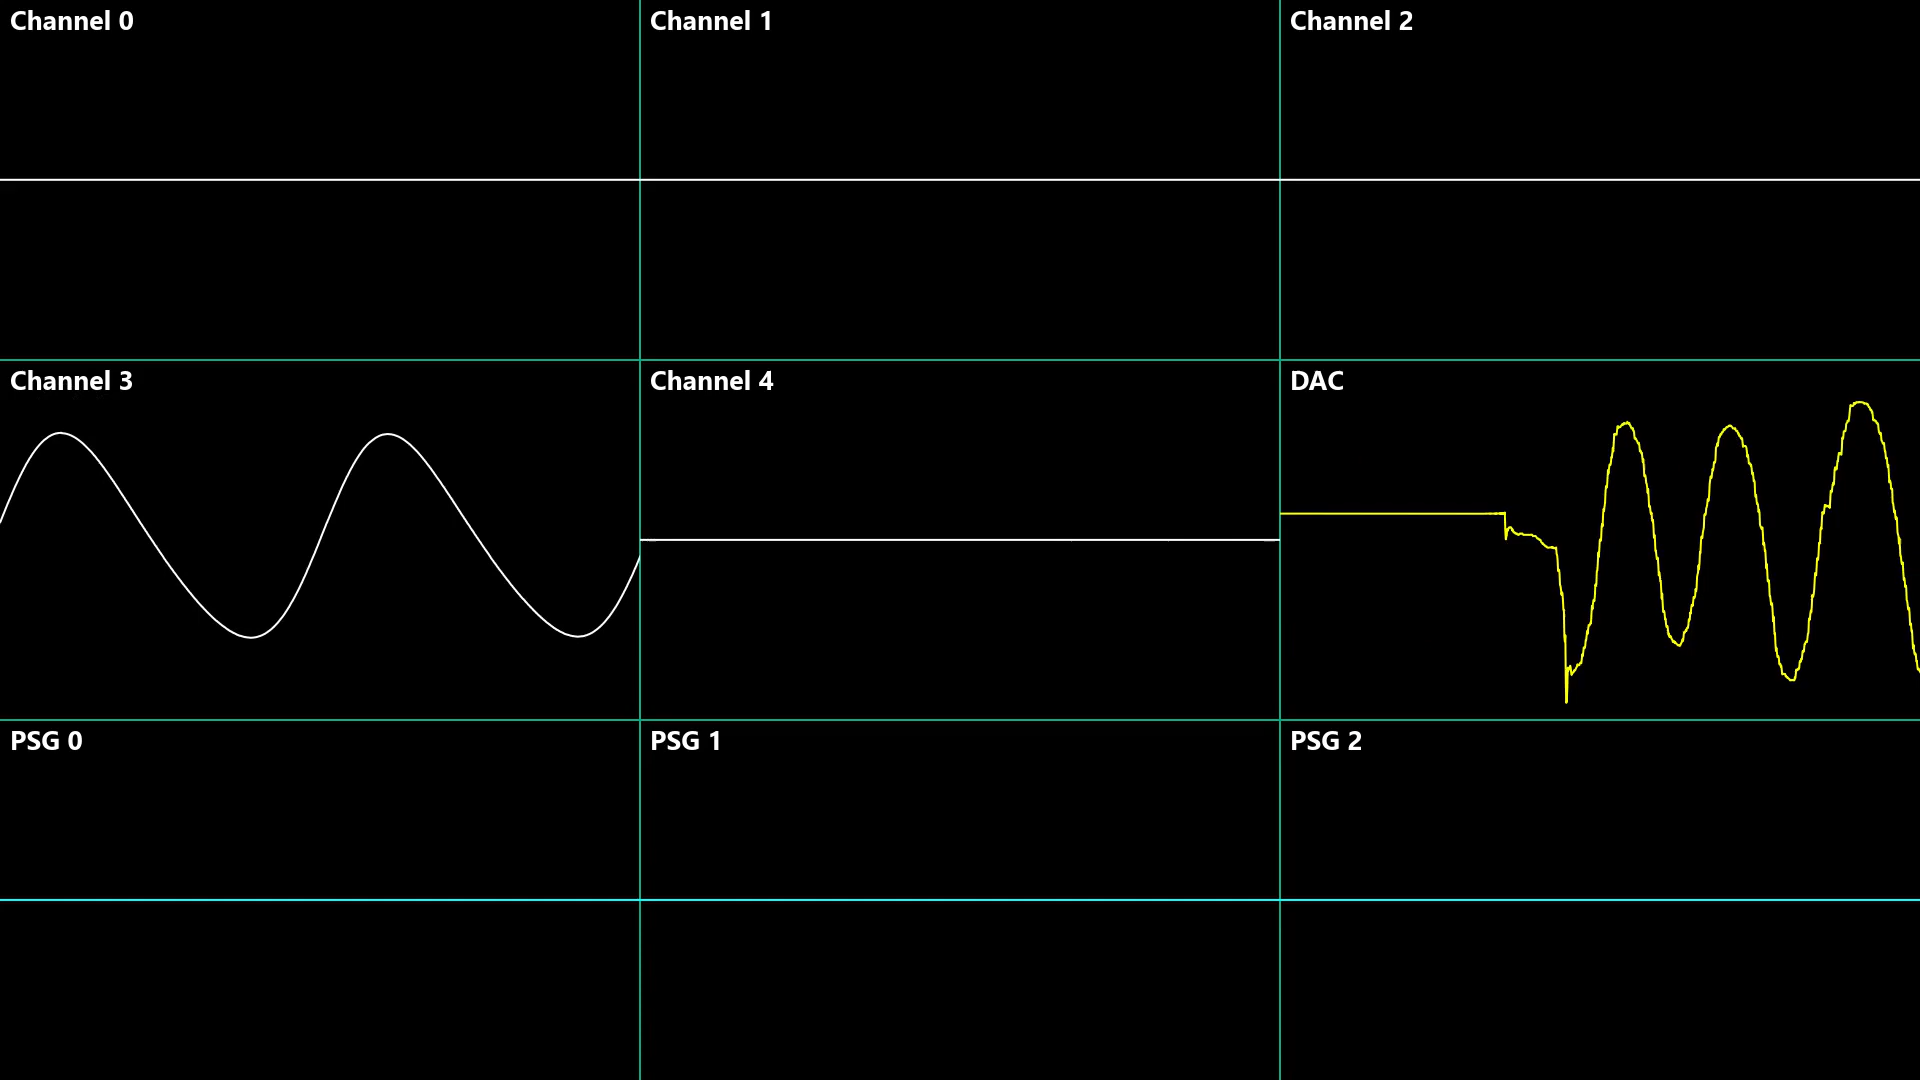 Channel 0
Channel 1
Channel 2
Channel 3
Channel 4
DAC
PSG 0
PSG 1
PSG 2